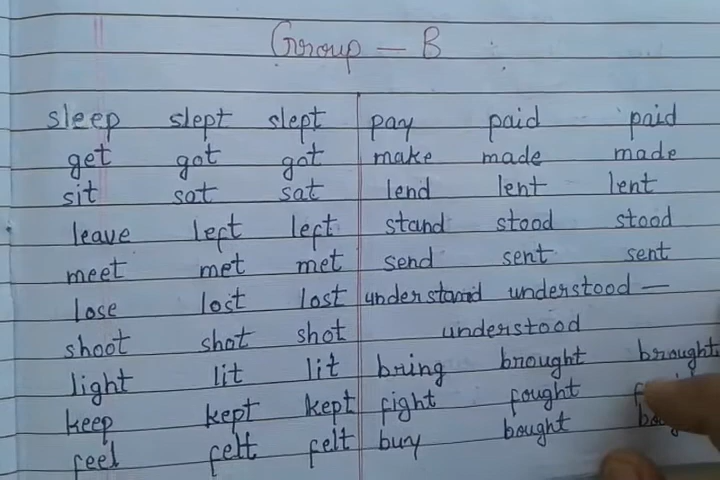 Group - B
sleep slept slept pay paid paid
get got got make made made
sit sat sat lend lent lent
leave left left stand stood stood
meet met met send sent sent
lose lost lost understand understood —
shoot shot shot understood
light lit lit bring brought brought
keep kept kept fight fought
feel felt felt buy bought